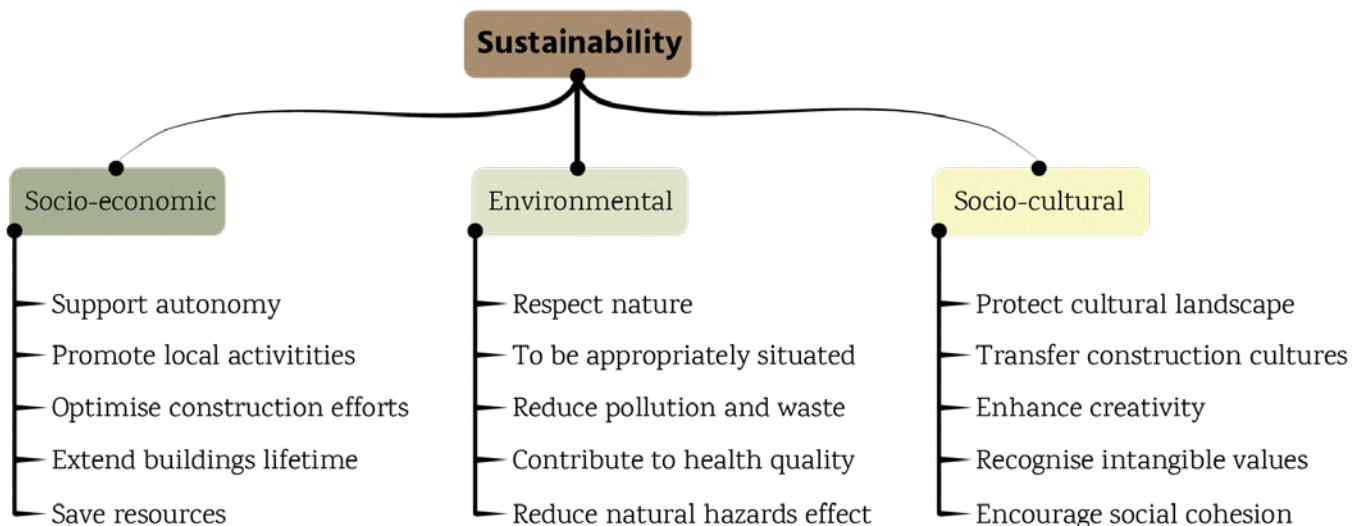 Sustainability
Socio-economic
Support autonomy
Promote local activitities
Optimise construction efforts
Extend buildings lifetime
Save resources
Environmental
Respect nature
To be appropriately situated
Reduce pollution and waste
Contribute to health quality
Reduce natural hazards effect
Socio-cultural
Protect cultural landscape
Transfer construction cultures
Enhance creativity
Recognise intangible values
Encourage social cohesion